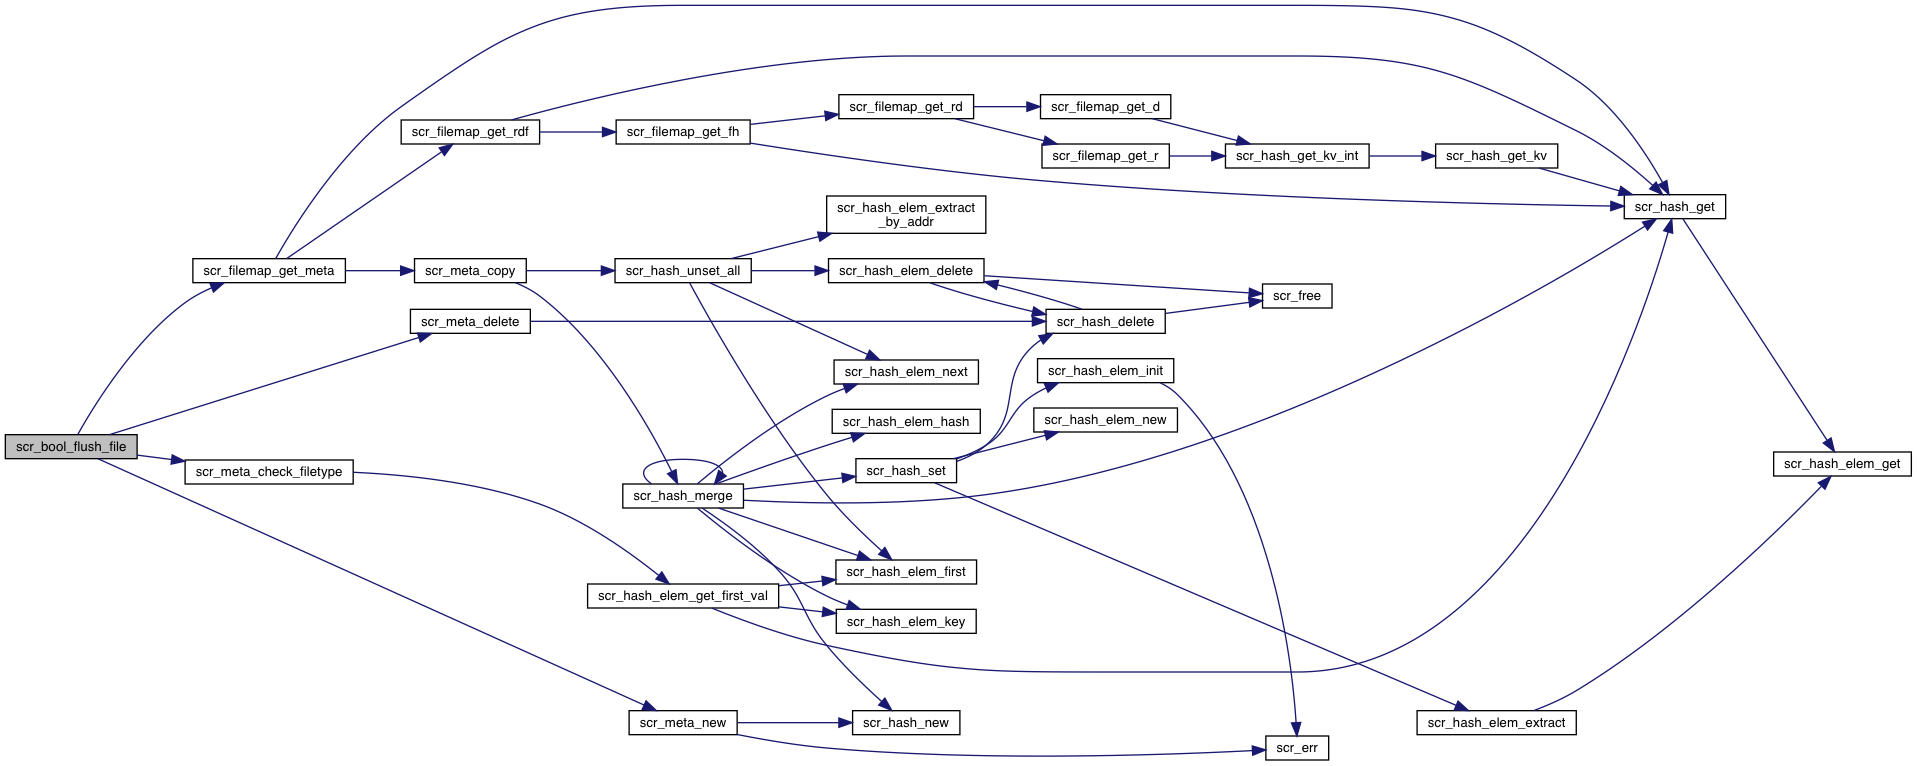 scr_filemap_get_rd
scr_filemap_get_d
scr_filemap_get_rdf
scr_filemap_get_fh
scr_filemap_get_r
scr_hash_get_kv_int
scr_hash_get_kv
scr_hash_elem_extract
_by_addr
scr_hash_get
scr_filemap_get_meta
scr_meta_copy
scr_hash_unset_all
scr_hash_elem_delete
scr_free
scr_meta_delete
scr_hash_delete
scr_hash_elem_next
scr_hash_elem_init
scr_hash_elem_hash
scr_hash_elem_new
scr_bool_flush_file
scr_meta_check_filetype
scr_hash_set
scr_hash_elem_get
scr_hash_merge
scr_hash_elem_first
scr_hash_elem_get_first_val
scr_hash_elem_key
scr_meta_new
scr_hash_new
scr_hash_elem_extract
scr_err